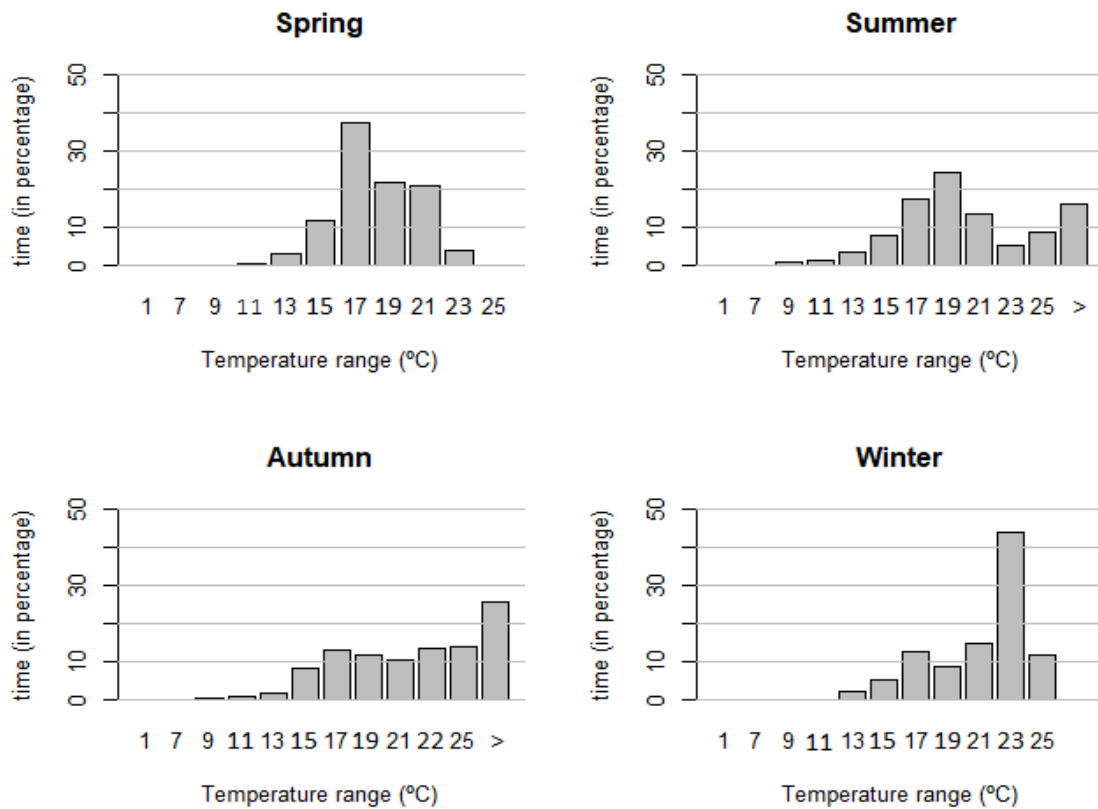 Spring
time (in percentage)
50
30
10
0
1 7 9 11 13 15 17 19 21 23 25
Temperature range (ºC)
Summer
time (in percentage)
50
30
10
0
1 7 9 11 13 15 17 19 21 23 25 >
Temperature range (ºC)
Autumn
time (in percentage)
50
30
10
0
1 7 9 11 13 15 17 19 21 22 25 >
Temperature range (ºC)
Winter
time (in percentage)
50
30
10
0
1 7 9 11 13 15 17 19 21 23 25
Temperature range (ºC)